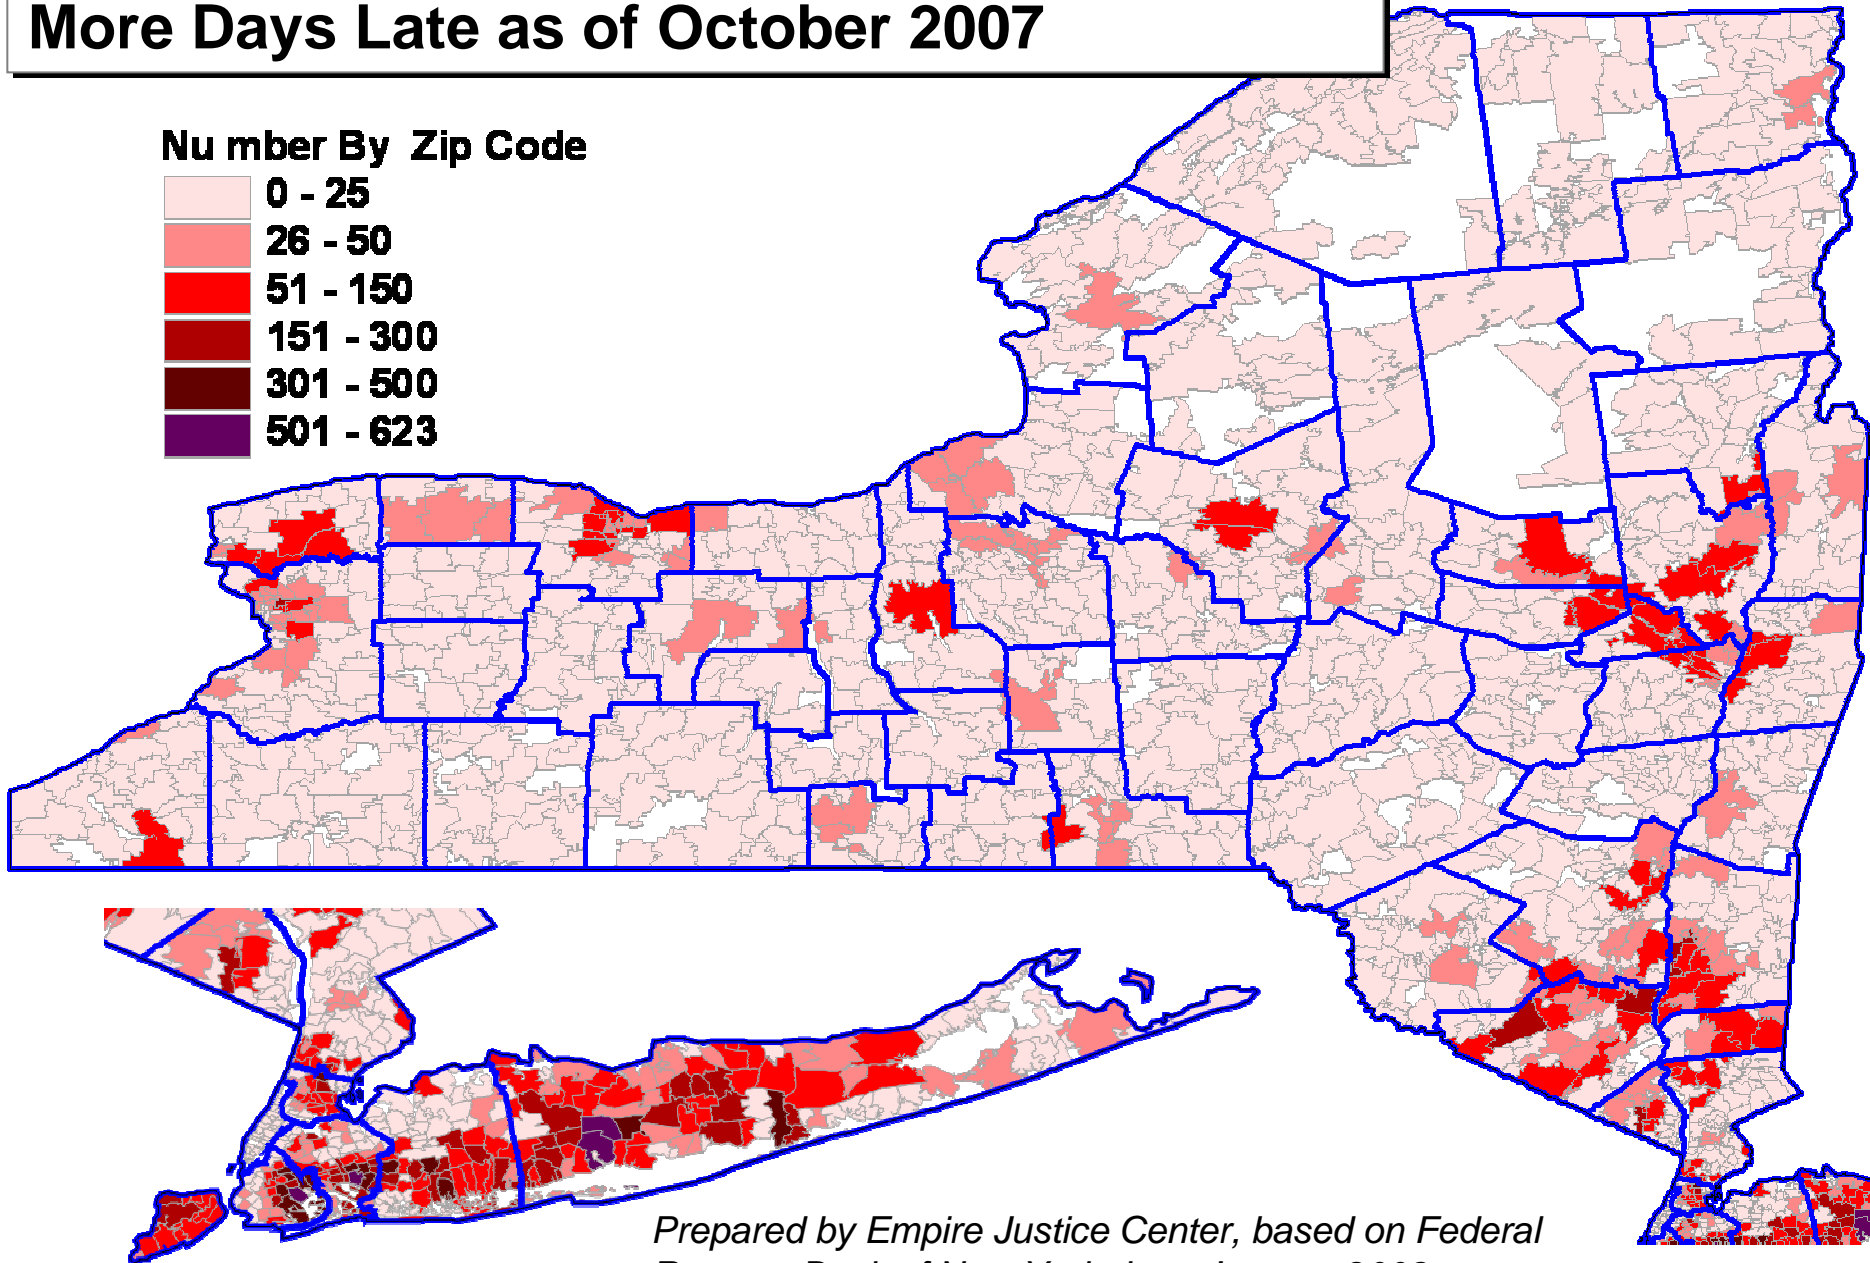 More Days Late as of October 2007
Nu mber By Zip Code
0 - 25
26 - 50
51 - 150
151 - 300
301 - 500
501 - 623
Prepared by Empire Justice Center, based on Federal